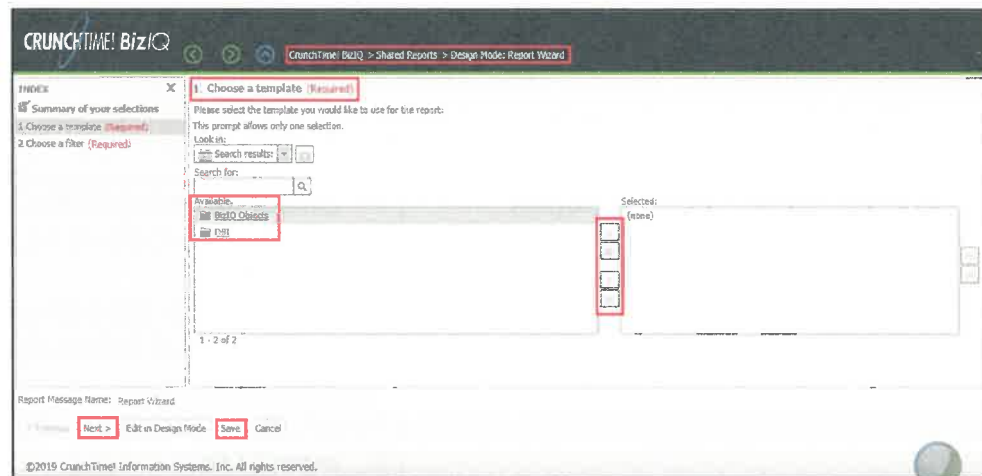 CRUNCHTIME! BizIQ
CrunchTime! BizIQ > Shared Reports > Design Mode: Report Wizard
INDEX X
Summary of your selections
1 Choose a template (Required)
2 Choose a filter (Required)
1. Choose a template (Required)
Please select the template you would like to use for the report:
This prompt allows only one selection.
Look in:
Search results:
Search for:
Available:
BizIQ Objects
Selected:
(none)
1 - 2 of 2
Report Message Name: Report Wizard
Next > Edit in Design Mode Save Cancel
©2019 CrunchTime! Information Systems. Inc. All rights reserved.